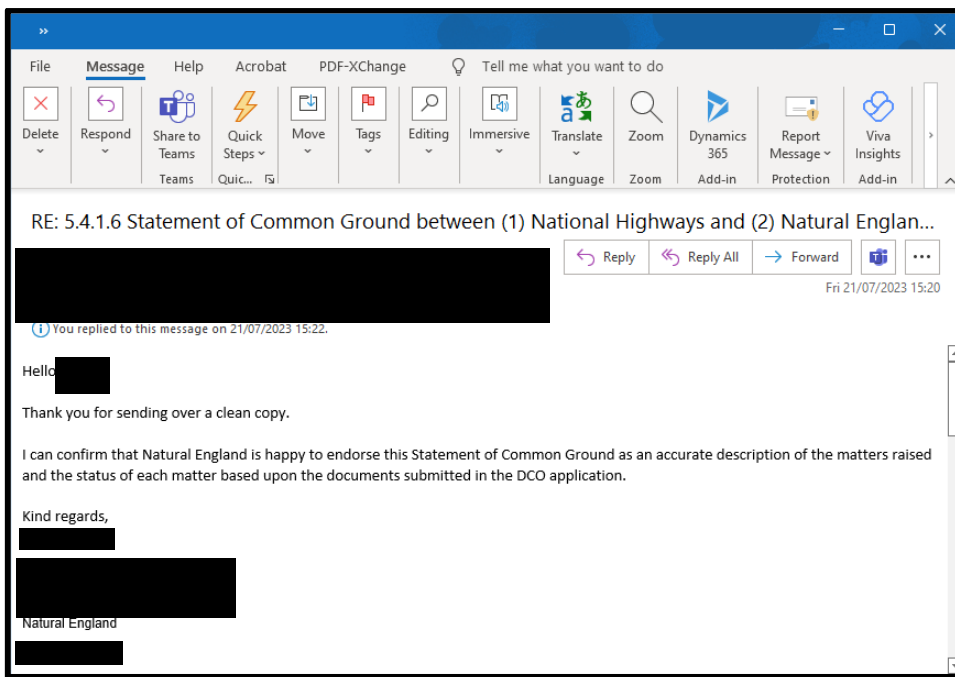 File Message Help Acrobat PDF-XChange Tell me what you want to do
Delete Respond Share to Teams Quick Steps Move Tags Editing Immersive Translate Zoom Dynamics 365 Report Message Viva Insights
Teams Quic... Language Zoom Add-in Protection Add-in
RE: 5.4.1.6 Statement of Common Ground between (1) National Highways and (2) Natural Englan...
Reply Reply All Forward
Fri 21/07/2023 15:20
You replied to this message on 21/07/2023 15:22.
Hello
Thank you for sending over a clean copy.
I can confirm that Natural England is happy to endorse this Statement of Common Ground as an accurate description of the matters raised
and the status of each matter based upon the documents submitted in the DCO application.
Kind regards,
Natural England